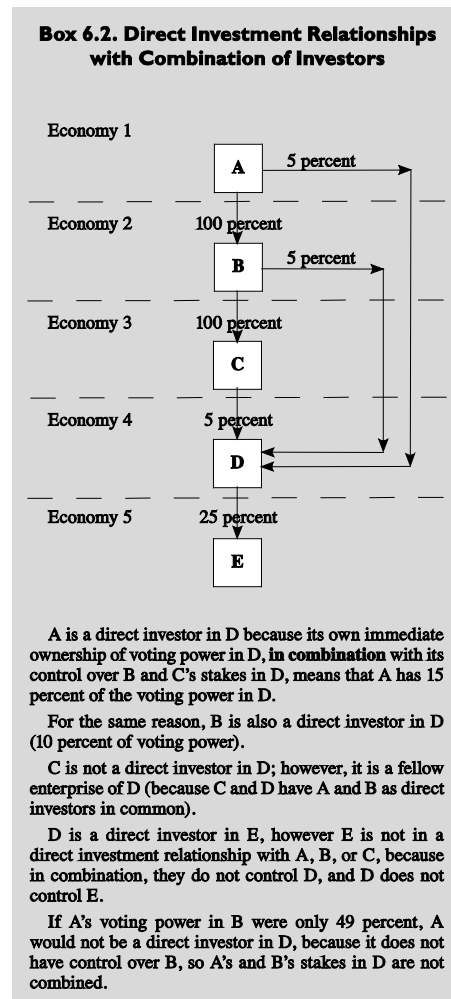 Box 6.2. Direct Investment Relationships
with Combination of Investors
Economy 1
A
5 percent
Economy 2
100 percent
B
5 percent
Economy 3
100 percent
C
Economy 4
5 percent
D
Economy 5
25 percent
E
A is a direct investor in D because its own immediate
ownership of voting power in D, in combination with its
control over B and C's stakes in D, means that A has 15
percent of the voting power in D.
For the same reason, B is also a direct investor in D
(10 percent of voting power).
C is not a direct investor in D; however, it is a fellow
enterprise of D (because C and D have A and B as direct
investors in common).
D is a direct investor in E, however E is not in a
direct investment relationship with A, B, or C, because
in combination, they do not control D, and D does not
control E.
If A's voting power in B were only 49 percent, A
would not be a direct investor in D, because it does not
have control over B, so A's and B's stakes in D are not
combined.